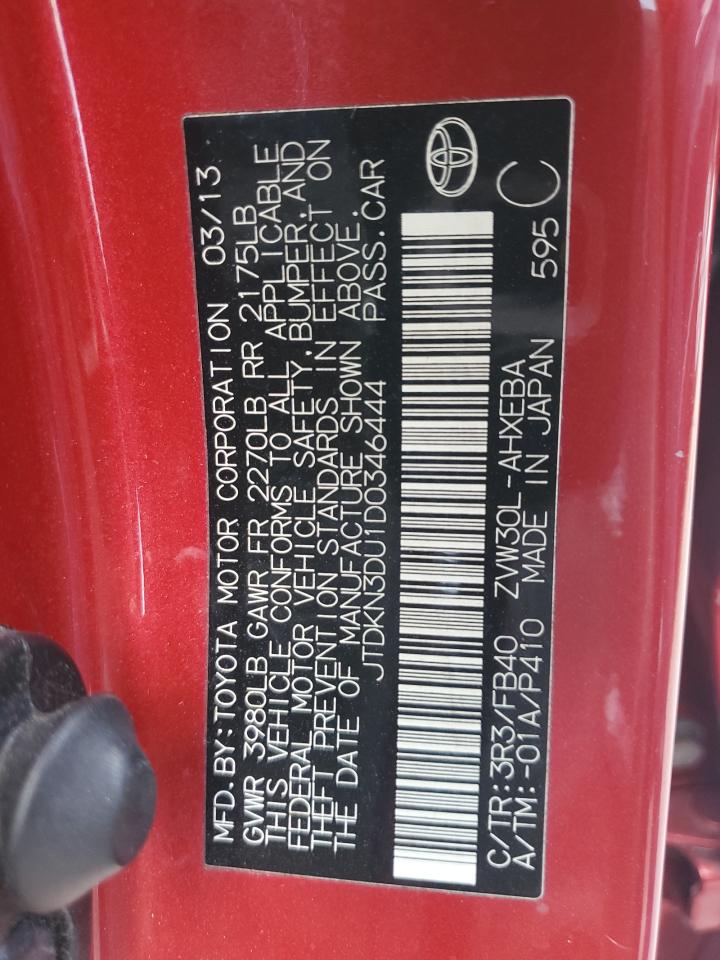 MFD. BY: TOYOTA MOTOR CORPORATION 03/13
GVWR 3980LB GAWR FR 2270LB RR 2175LB
THIS VEHICLE CONFORMS TO ALL APPLICABLE
FEDERAL MOTOR VEHICLE SAFETY, BUMPER, AND
THEFT PREVENTION STANDARDS IN EFFECT ON
THE DATE OF MANUFACTURE SHOWN ABOVE.
JTDKN3DU1D0346444 PASS. CAR
C/TR: 3R3/FB40 ZVW30L-AHXEBA
A/TM: -01A/P410 MADE IN JAPAN 595 C